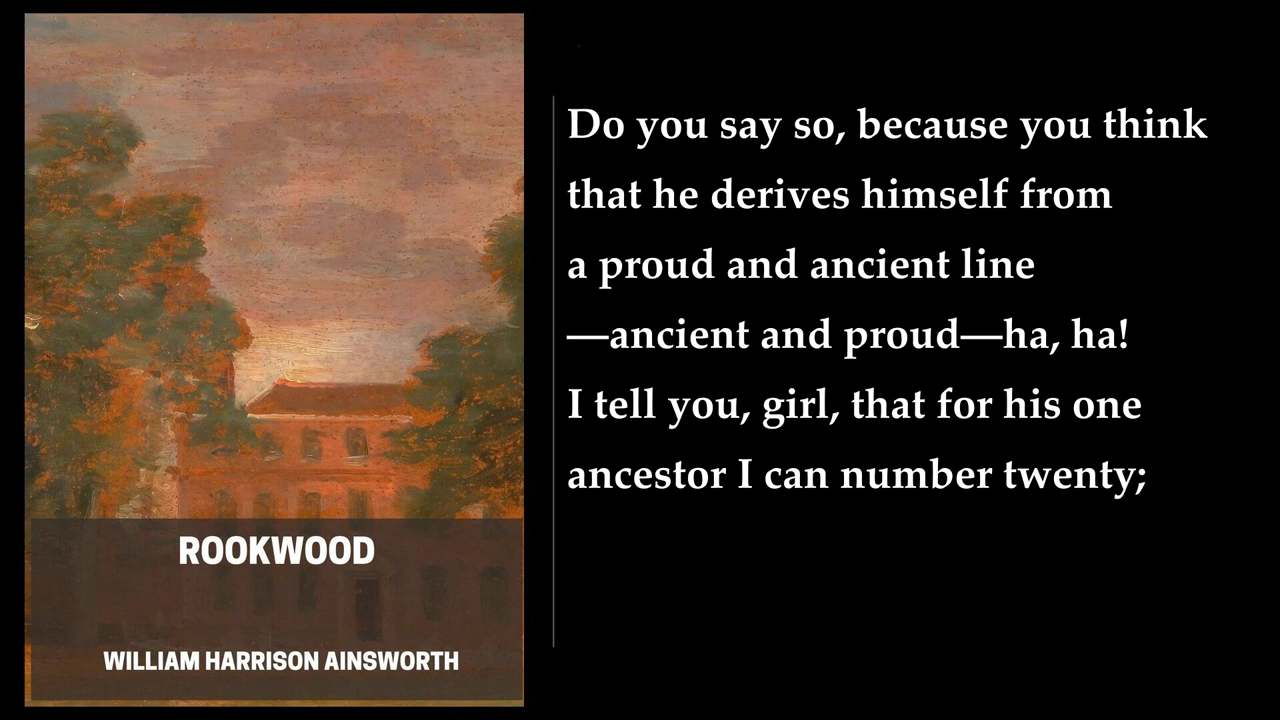 ROOKWOOD
WILLIAM HARRISON AINSWORTH
Do you say so, because you think
that he derives himself from
a proud and ancient line
—ancient and proud—ha, ha!
I tell you, girl, that for his one
ancestor I can number twenty;